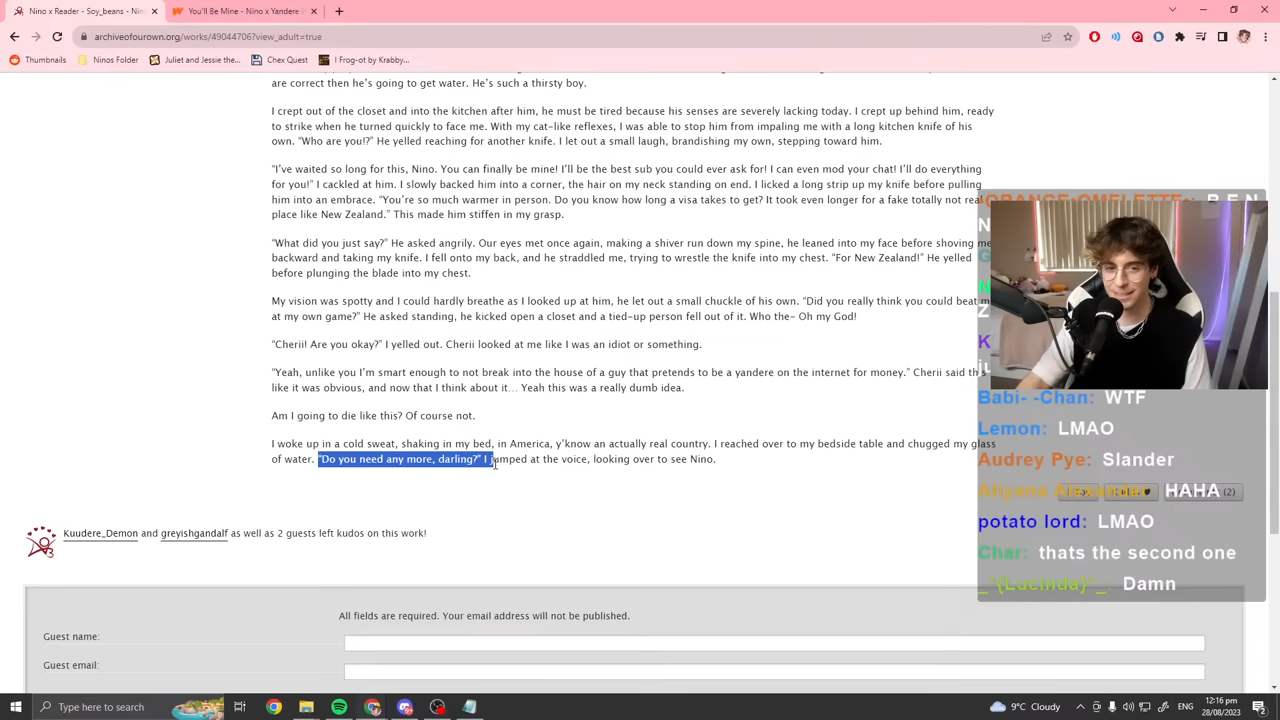 Nino x Reader - Soy_beans -
You'll Be Mine - Nino x Yandere
archiveofourown.org/works/49044706?view_adult=true
Thumbnails
Ninos Folder
Juliet and Jessie the...
Chex Quest
I Frog-ot by Krabby...
are correct then he's going to get water. He's such a thirsty boy.
I crept out of the closet and into the kitchen after him, he must be tired because his senses are severely lacking today. I crept up behind him, ready
to strike when he turned quickly to face me. With my cat-like reflexes, I was able to stop him from impaling me with a long kitchen knife of his
own. “Who are you!?” He yelled reaching for another knife. I let out a small laugh, brandishing my own, stepping toward him.
“I've waited so long for this, Nino. You can finally be mine! I'll be the best sub you could ever ask for! I can even mod your chat! I'll do everything
for you!” I cackled at him. I slowly backed him into a corner, the hair on my neck standing on end. I licked a long strip up my knife before pulling
him into an embrace. “You're so much warmer in person. Do you know how long a visa takes to get? It took even longer for a fake totally not real
place like New Zealand.” This made him stiffen in my grasp.
“What did you just say?” He asked angrily. Our eyes met once again, making a shiver run down my spine, he leaned into my face before shoving me
backward and taking my knife. I fell onto my back, and he straddled me, trying to wrestle the knife into my chest. “For New Zealand!” He yelled
before plunging the blade into my chest.
My vision was spotty and I could hardly breathe as I looked up at him, he let out a small chuckle of his own. “Did you really think you could beat m
at my own game?” He asked standing, he kicked open a closet and a tied-up person fell out of it. Who the- Oh my God!
“Cherii! Are you okay?” I yelled out. Cherii looked at me like I was an idiot or something.
“Yeah, unlike you I'm smart enough to not break into the house of a guy that pretends to be a yandere on the internet for money.” Cherii said this
like it was obvious, and now that I think about it... Yeah this was a really dumb idea.
Am I going to die like this? Of course not.
I woke up in a cold sweat, shaking in my bed, in America, y'know an actually real country. I reached over to my bedside table and chugged my glass
of water. “Do you need any more, darling?” I jumped at the voice, looking over to see Nino.
Babi- -Chan: WTF
Lemon: LMAO
Audrey Pye: Slander
HAHA
(2)
potato lord: LMAO
Char: thats the second one
_°{Lucinda}°_. Damn
Kuudere_Demon and greyishgandalf as well as 2 guests left kudos on this work!
All fields are required. Your email address will not be published.
Guest name:
Guest email:
Type here to search
9°C Cloudy
ENG
12:16 pm
28/08/2023